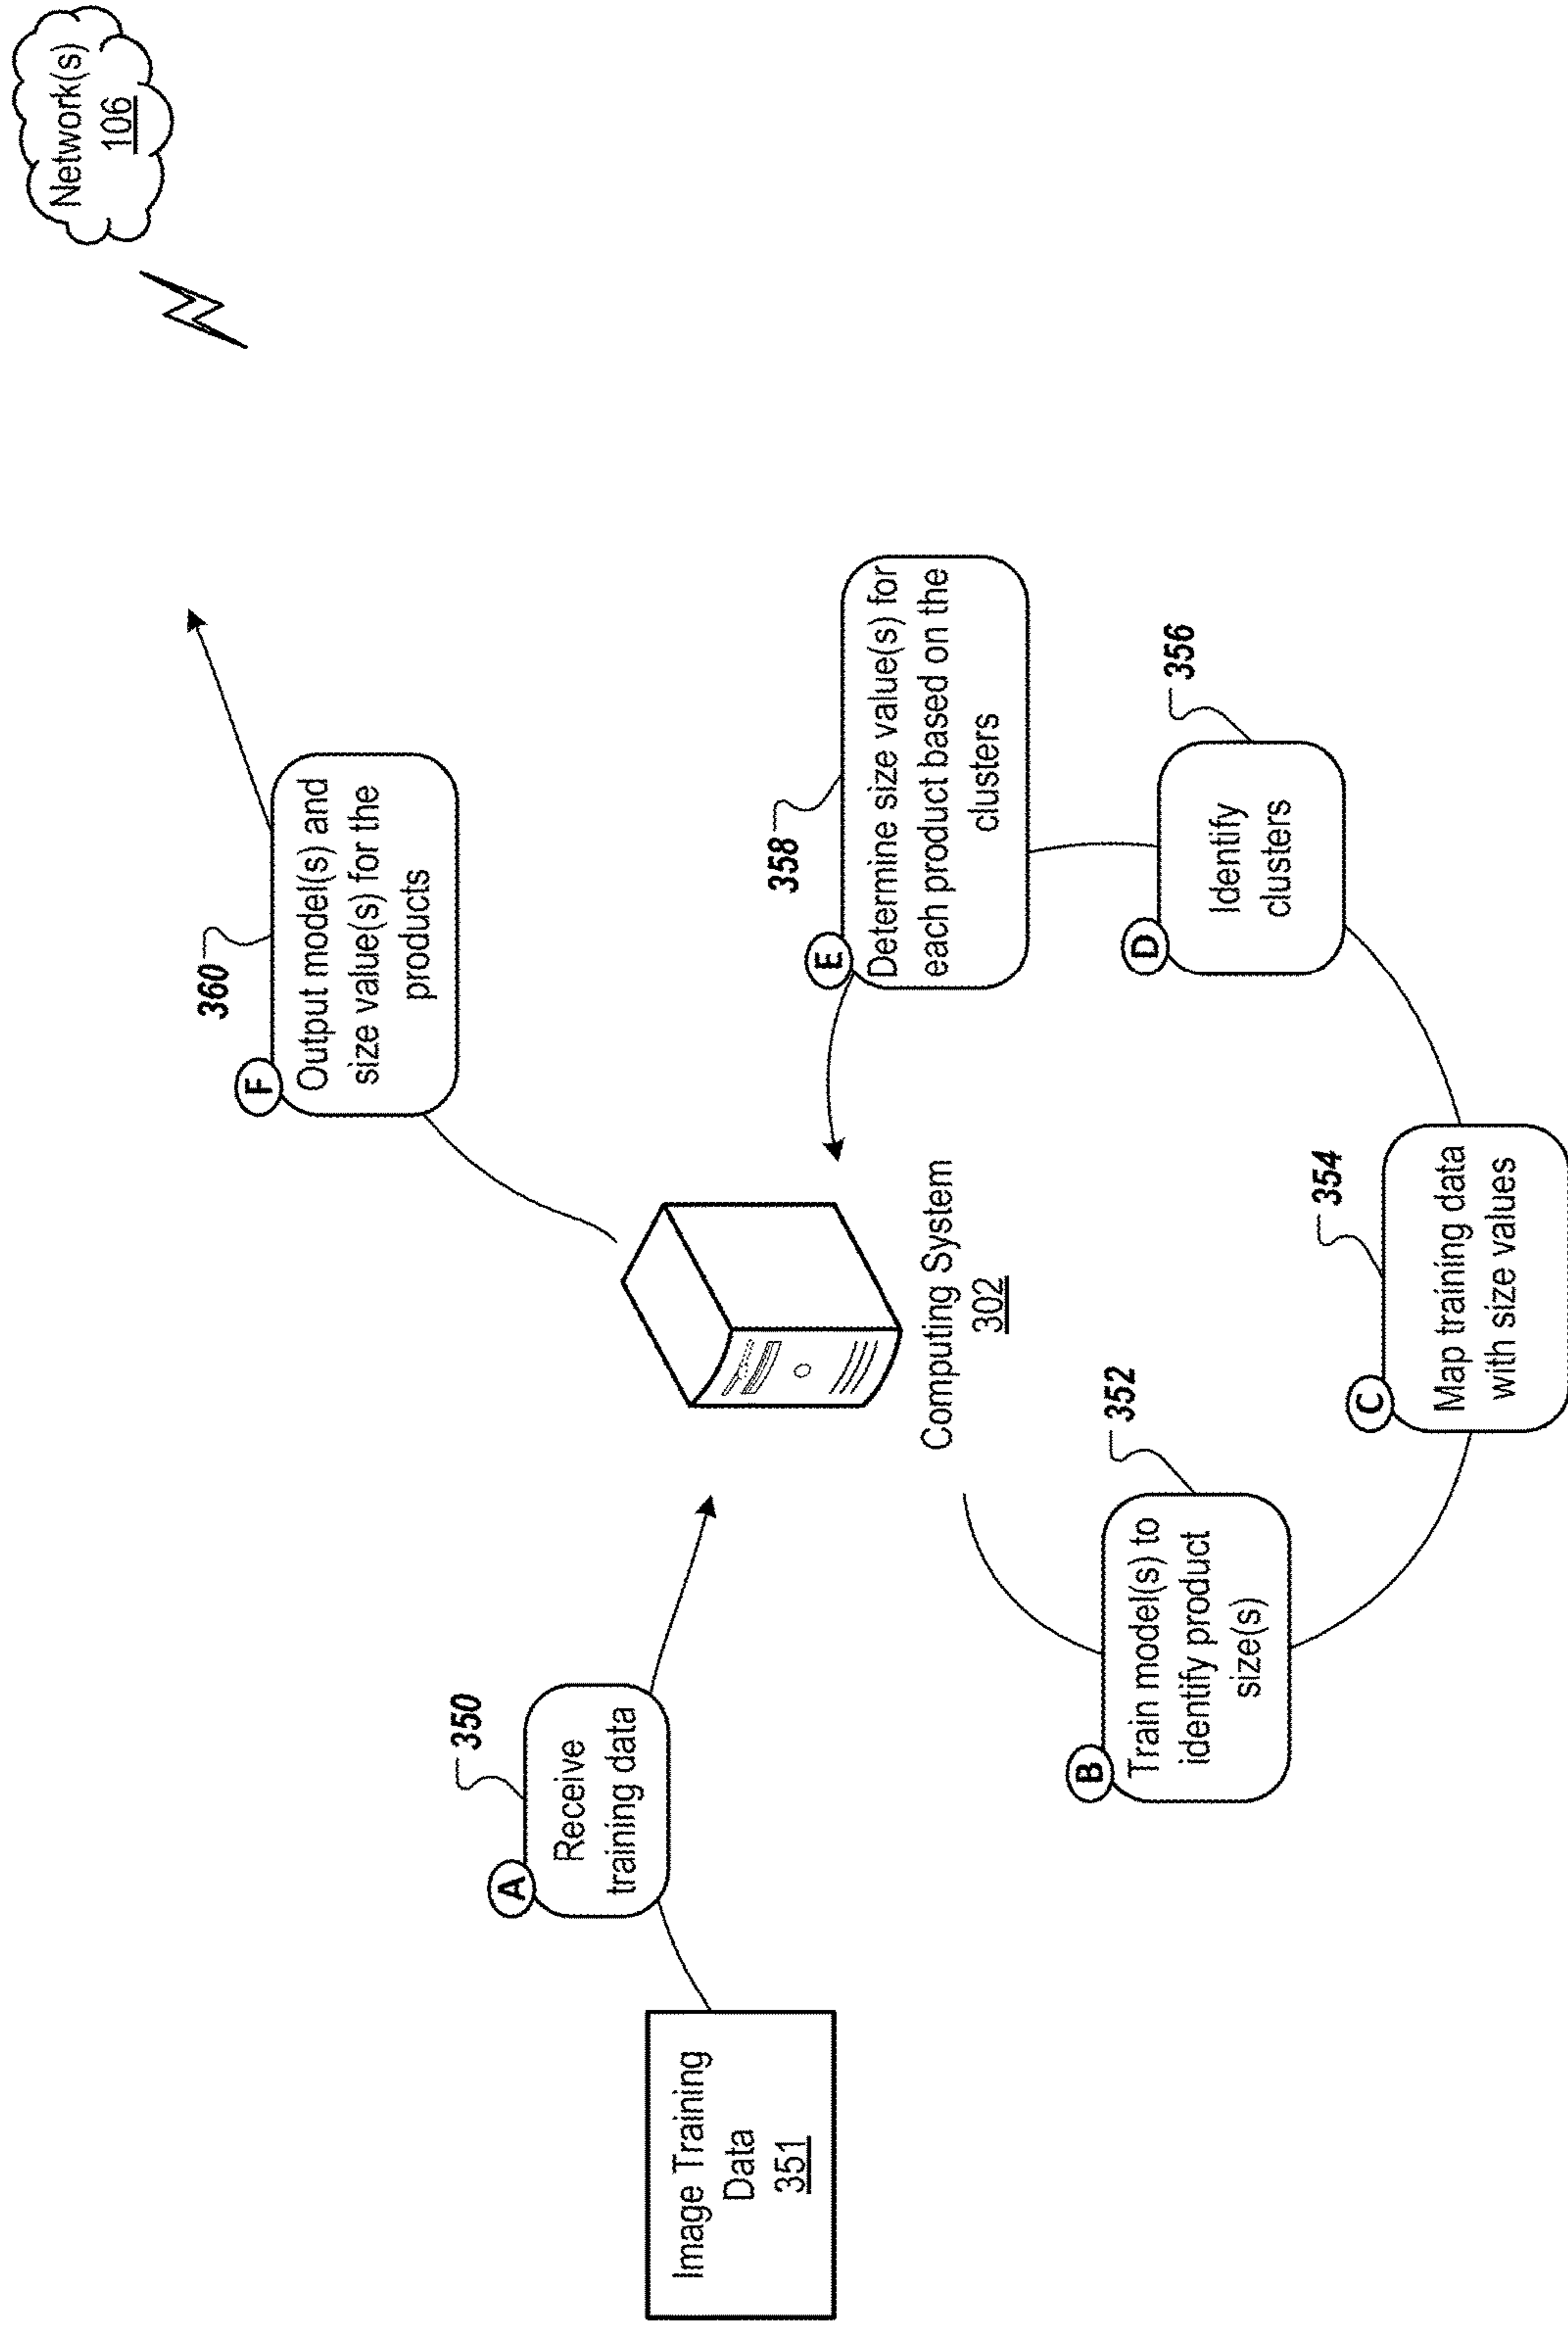 Network(s)
106
360
F
Output model(s) and
size value(s) for the
products
350
A
Receive
training data
Image Training
Data
351
Computing System
302
358
E
Determine size value(s) for
each product based on the
clusters
352
B
Train model(s) to
identify product
size(s)
356
D
Identify
clusters
354
C
Map training data
with size values